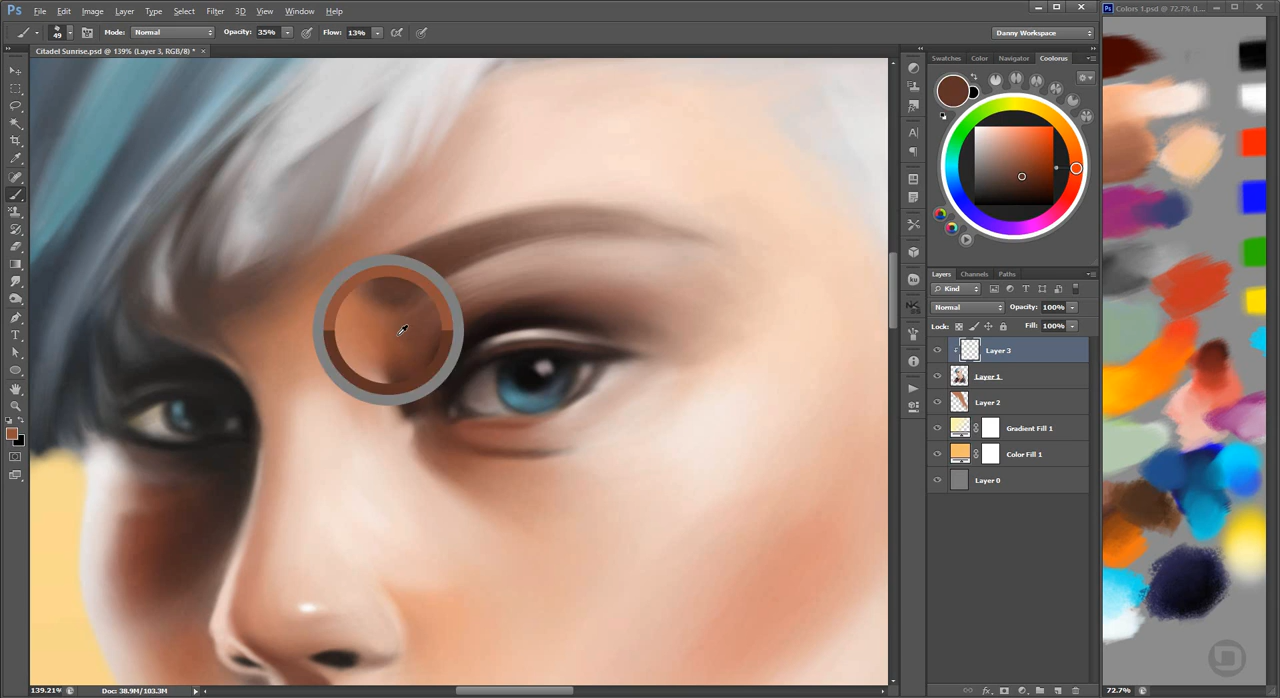 Ps File Edit Image Layer Type Select Filter 3D View Window Help
Ps Colors 1.psd @ 72.7% (L...
49 Mode: Normal Opacity: 35% Flow: 13% Danny Workspace
Citadel Sunrise.psd @ 139% (Layer 3, RGB/8) * ×
Swatches Color Navigator Coolorus
Layers Channels Paths
Kind
Normal Opacity: 100%
Lock: Fill: 100%
Layer 3
Layer 1
Layer 2
Gradient Fill 1
Color Fill 1
Layer 0
fx
139.21% Doc: 38.9M/103.3M
72.7%